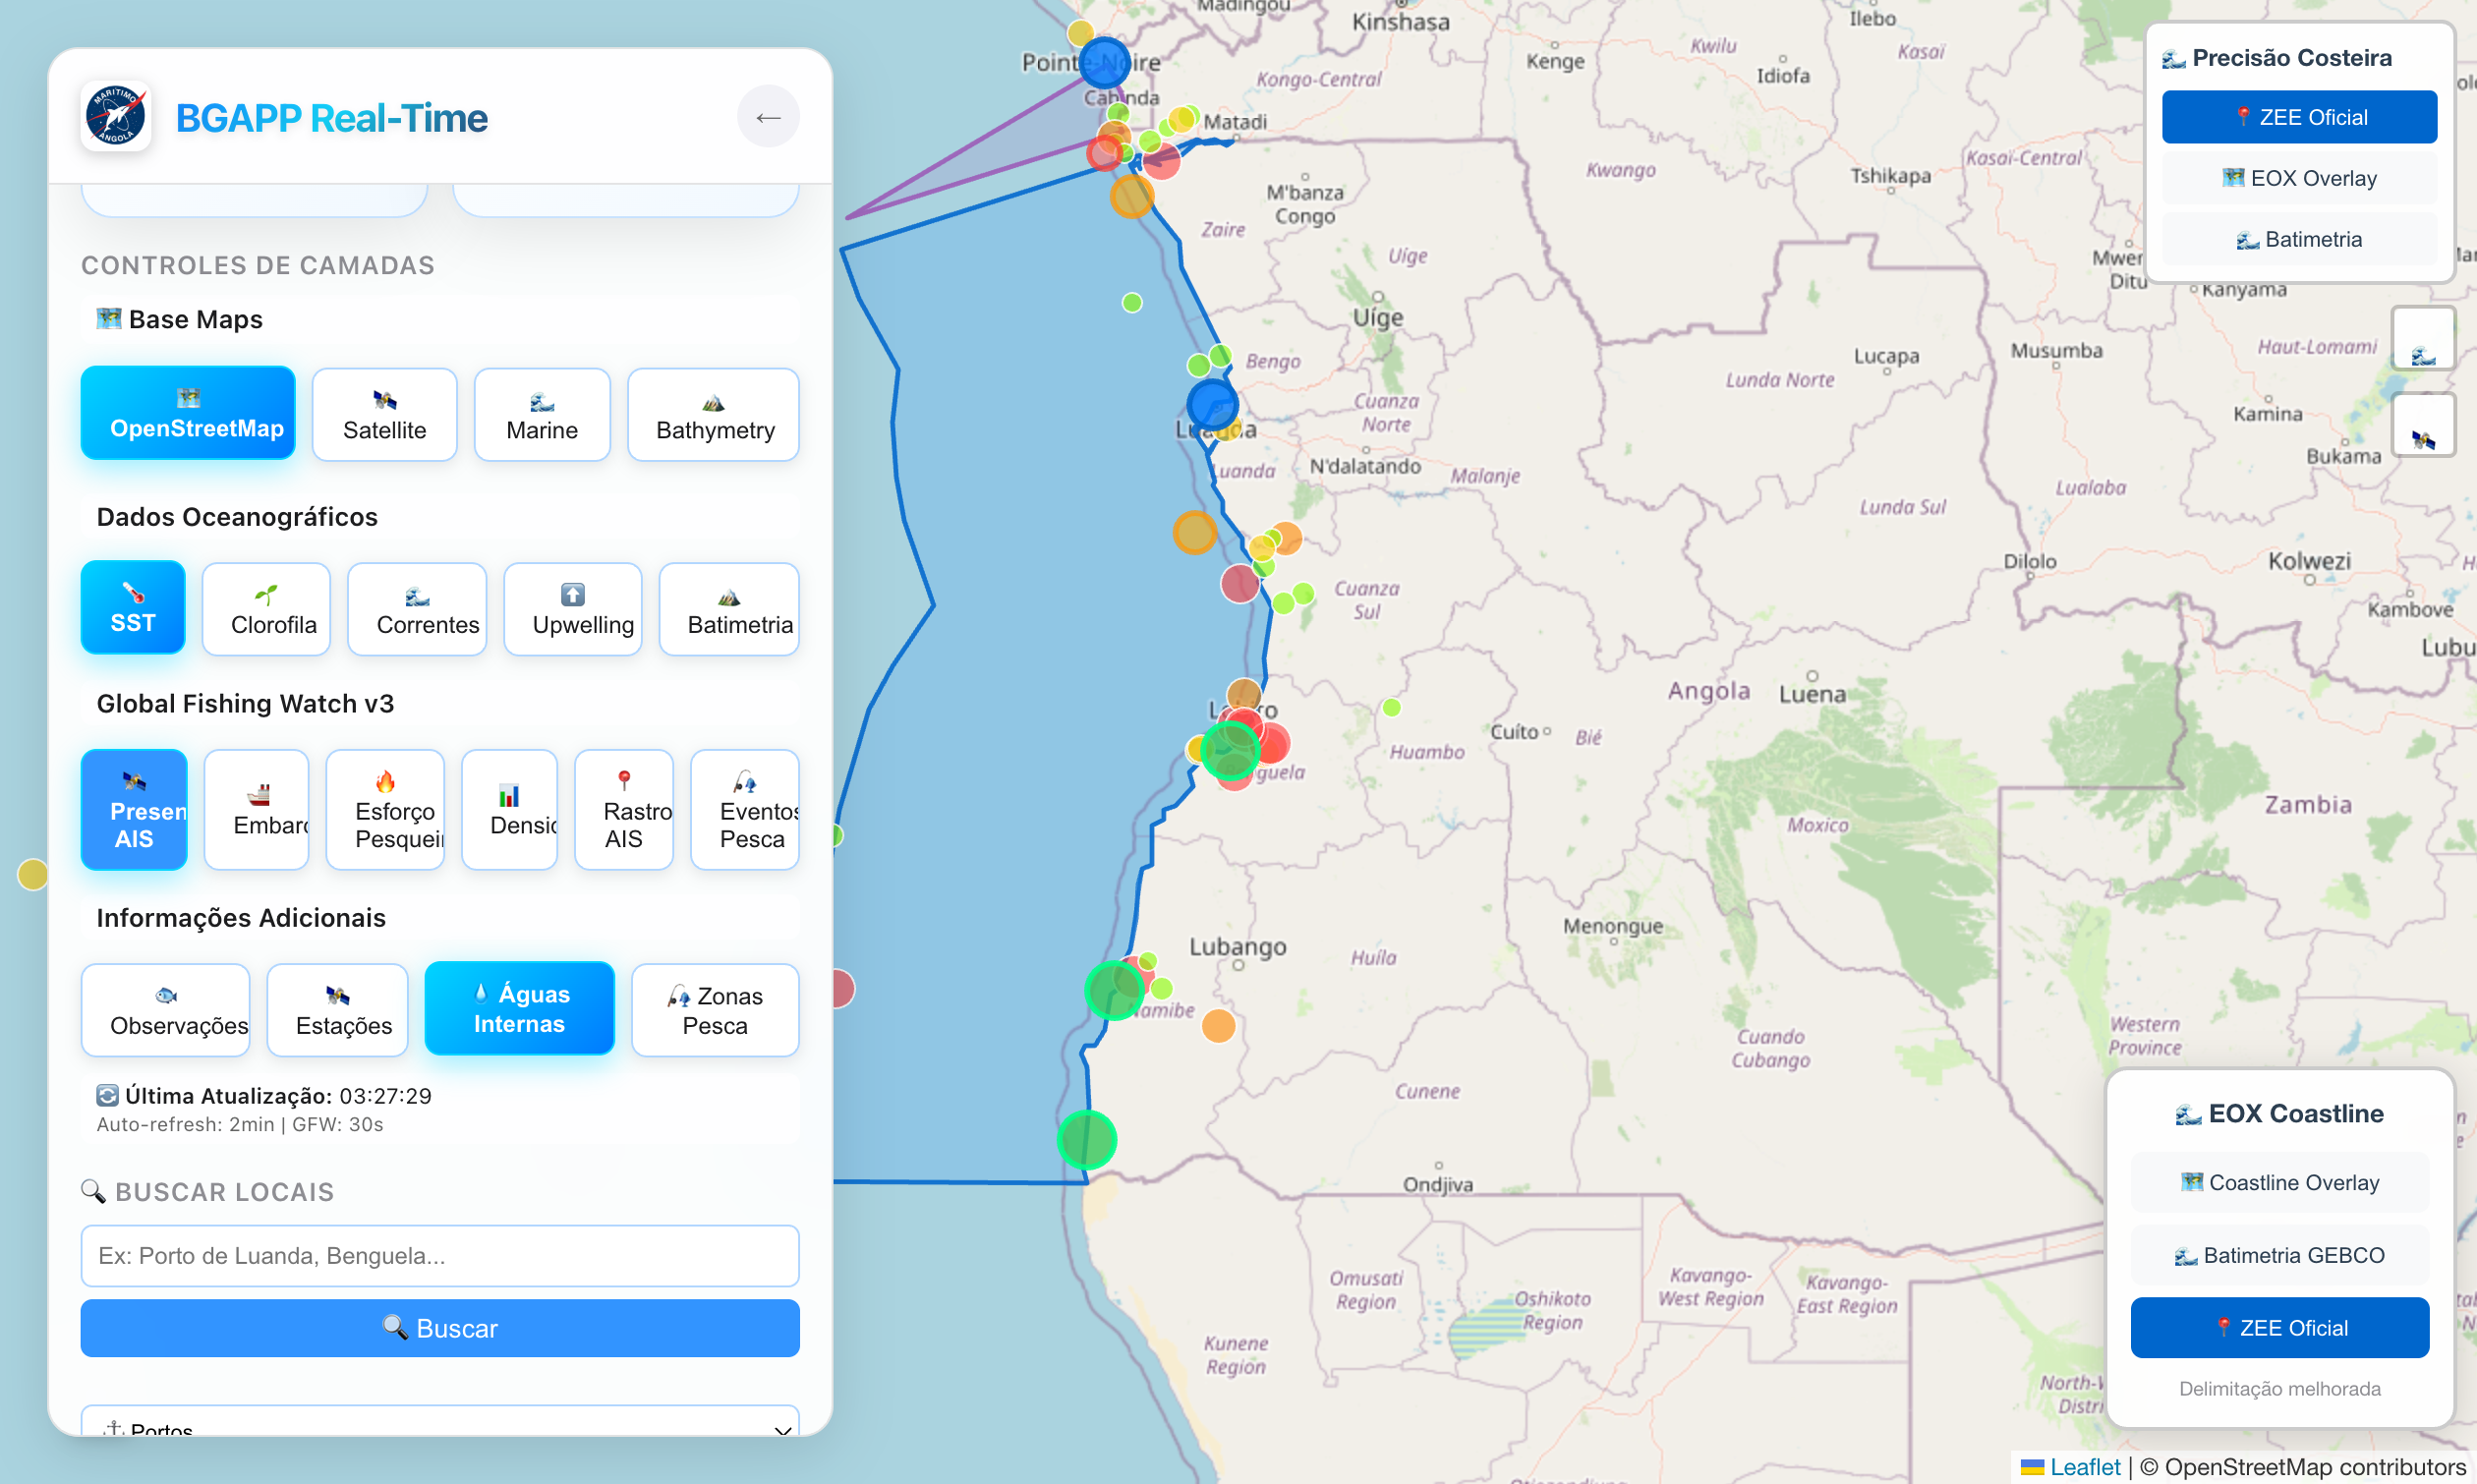 MARÍTIMO
ANGOLA
BGAPP Real-Time
←
CONTROLES DE CAMADAS
Base Maps
OpenStreetMap
Satellite
Marine
Bathymetry
Dados Oceanográficos
SST
Clorofila
Correntes
Upwelling
Batimetria
Global Fishing Watch v3
Presen
AIS
Embarc
Esforço
Pesquei
Densid
Rastro
AIS
Eventos
Pesca
Informações Adicionais
Observações
Estações
Águas
Internas
Zonas
Pesca
Última Atualização: 03:27:29
Auto-refresh: 2min | GFW: 30s
BUSCAR LOCAIS
Ex: Porto de Luanda, Benguela...
Buscar
Portos
Precisão Costeira
ZEE Oficial
EOX Overlay
Batimetria
EOX Coastline
Coastline Overlay
Batimetria GEBCO
ZEE Oficial
Delimitação melhorada
Leaflet | © OpenStreetMap contributors
Madingou
Kinshasa
Ilebo
Pointe-Noire
Kongo-Central
Kenge
Kwilu
Idiofa
Kasaï
Cabinda
Matadi
Kwango
Tshikapa
Kasaï-Central
M'banza
Congo
Zaire
Uíge
Uíge
Mwen
Ditu
Kanyama
Bengo
Lucapa
Musumba
Haut-Lomami
Lunda Norte
Cuanza
Norte
Kamina
Luanda
Luanda
N'dalatando
Malanje
Bukama
Lunda Sul
Lualaba
Cuanza
Sul
Dilolo
Kolwezi
Kambove
Lubu
Angola
Luena
Huambo
Cuíto
Bié
Benguela
Moxico
Zambia
Lubango
Huíla
Menongue
Namibe
Cuando
Cubango
Western
Province
Cunene
Ondjiva
Omusati
Region
Oshikoto
Region
Kavango-
West Region
Kavango-
East Region
Kunene
Region
North-W
Distri